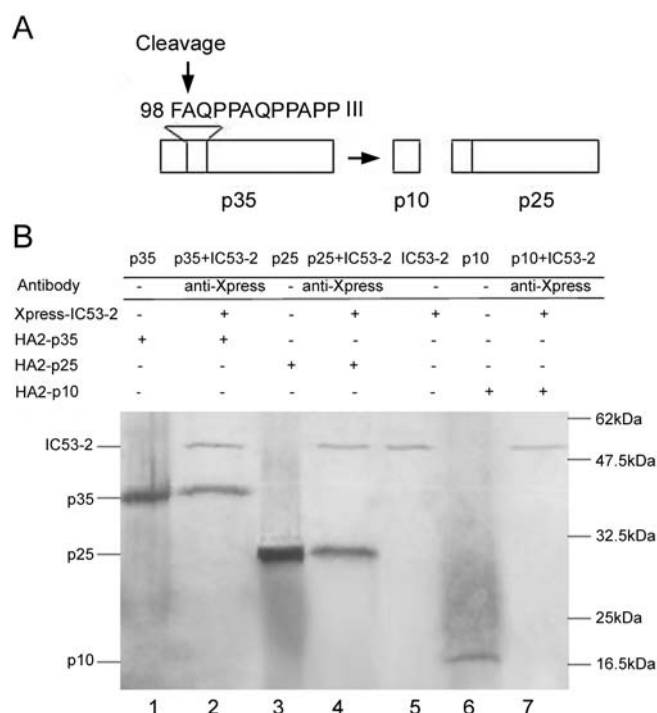 A
Cleavage
98 FAQPPAQPPAPP III
p35 p10 p25
B
p35 p35+IC53-2 p25 p25+IC53-2 IC53-2 p10 p10+IC53-2
Antibody - anti-Xpress - anti-Xpress - - anti-Xpress
Xpress-IC53-2 - + - + + - +
HA2-p35 + + - - - - -
HA2-p25 - - + + - - -
HA2-p10 - - - - - + +
62kDa
IC53-2
47.5kDa
p35
32.5kDa
p25
25kDa
p10
16.5kDa
1 2 3 4 5 6 7